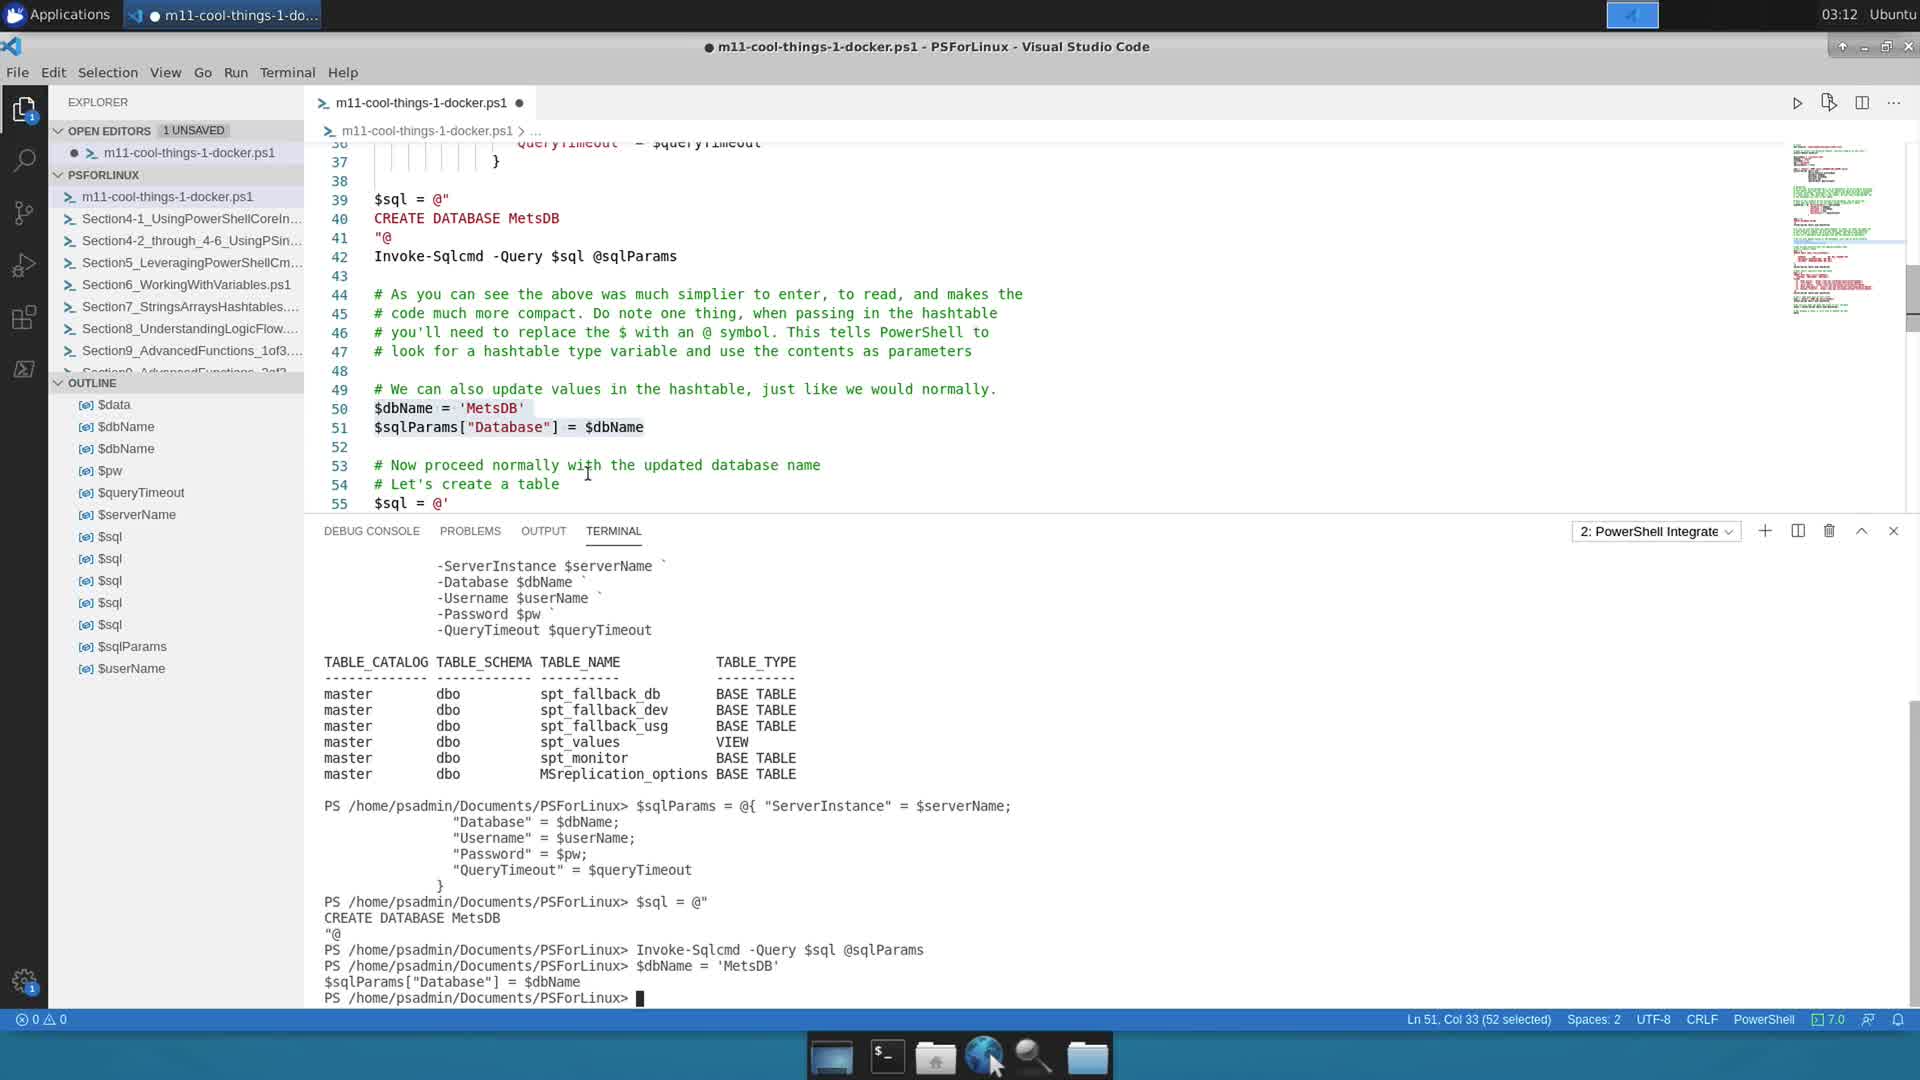 Applications
m11-cool-things-1-do...
03:12 Ubuntu
m11-cool-things-1-docker.ps1 - PSForLinux - Visual Studio Code
File Edit Selection View Go Run Terminal Help
EXPLORER
OPEN EDITORS 1 UNSAVED
m11-cool-things-1-docker.ps1
PSFORLINUX
m11-cool-things-1-docker.ps1
Section4-1_UsingPowerShellCoreIn...
Section4-2_through_4-6_UsingPSin...
Section5_LeveragingPowerShellCm...
Section6_WorkingWithVariables.ps1
Section7_StringsArraysHashtables....
Section8_UnderstandingLogicFlow....
Section9_AdvancedFunctions_1of3....
Section9_AdvancedFunctions_2of3...
OUTLINE
$data
$dbName
$dbName
$pw
$queryTimeout
$serverName
$sql
$sql
$sql
$sql
$sql
$sqlParams
$userName
m11-cool-things-1-docker.ps1
m11-cool-things-1-docker.ps1 > ...
36 "QueryTimeout" = $queryTimeout
37 }
38
39 $sql = @"
40 CREATE DATABASE MetsDB
41 "@
42 Invoke-Sqlcmd -Query $sql @sqlParams
43
44 # As you can see the above was much simplier to enter, to read, and makes the
45 # code much more compact. Do note one thing, when passing in the hashtable
46 # you'll need to replace the $ with an @ symbol. This tells PowerShell to
47 # look for a hashtable type variable and use the contents as parameters
48
49 # We can also update values in the hashtable, just like we would normally.
50 $dbName = 'MetsDB'
51 $sqlParams["Database"] = $dbName
52
53 # Now proceed normally with the updated database name
54 # Let's create a table
55 $sql = @'
DEBUG CONSOLE PROBLEMS OUTPUT TERMINAL
2: PowerShell Integrate
-ServerInstance $serverName `
-Database $dbName `
-Username $userName `
-Password $pw `
-QueryTimeout $queryTimeout
TABLE_CATALOG TABLE_SCHEMA TABLE_NAME TABLE_TYPE
------------- ------------ ---------- ----------
master dbo spt_fallback_db BASE TABLE
master dbo spt_fallback_dev BASE TABLE
master dbo spt_fallback_usg BASE TABLE
master dbo spt_values VIEW
master dbo spt_monitor BASE TABLE
master dbo MSreplication_options BASE TABLE
PS /home/psadmin/Documents/PSForLinux> $sqlParams = @{ "ServerInstance" = $serverName;
"Database" = $dbName;
"Username" = $userName;
"Password" = $pw;
"QueryTimeout" = $queryTimeout
}
PS /home/psadmin/Documents/PSForLinux> $sql = @"
CREATE DATABASE MetsDB
"@
PS /home/psadmin/Documents/PSForLinux> Invoke-Sqlcmd -Query $sql @sqlParams
PS /home/psadmin/Documents/PSForLinux> $dbName = 'MetsDB'
$sqlParams["Database"] = $dbName
PS /home/psadmin/Documents/PSForLinux>
0 0
Ln 51, Col 33 (52 selected) Spaces: 2 UTF-8 CRLF PowerShell 7.0